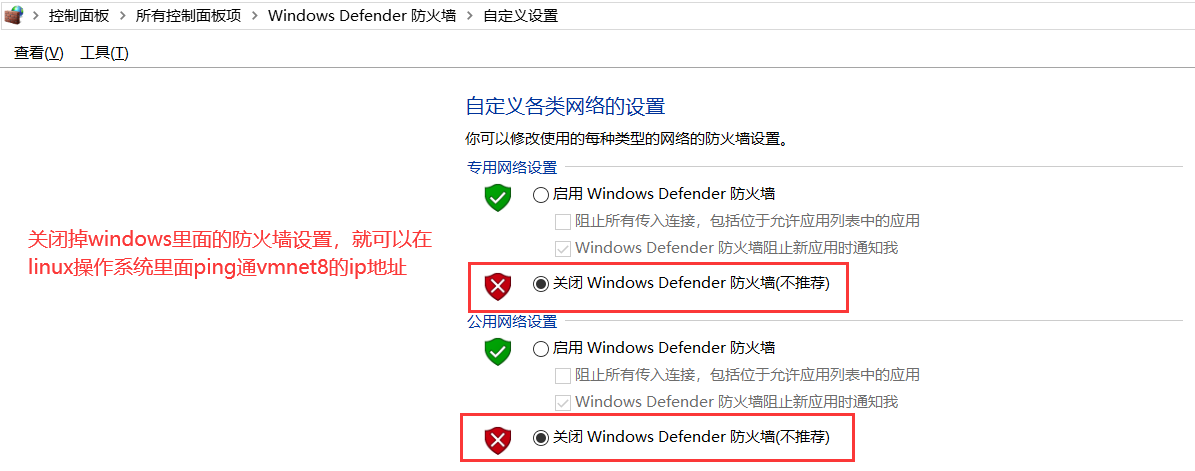 控制面板 > 所有控制面板项 > Windows Defender 防火墙 > 自定义设置
查看(V) 工具(T)
自定义各类网络的设置
你可以修改使用的每种类型的网络的防火墙设置。
专用网络设置
启用 Windows Defender 防火墙
阻止所有传入连接，包括位于允许应用列表中的应用
Windows Defender 防火墙阻止新应用时通知我
关闭 Windows Defender 防火墙(不推荐)
关闭掉windows里面的防火墙设置，就可以在
linux操作系统里面ping通vmnet8的ip地址
公用网络设置
启用 Windows Defender 防火墙
阻止所有传入连接，包括位于允许应用列表中的应用
Windows Defender 防火墙阻止新应用时通知我
关闭 Windows Defender 防火墙(不推荐)